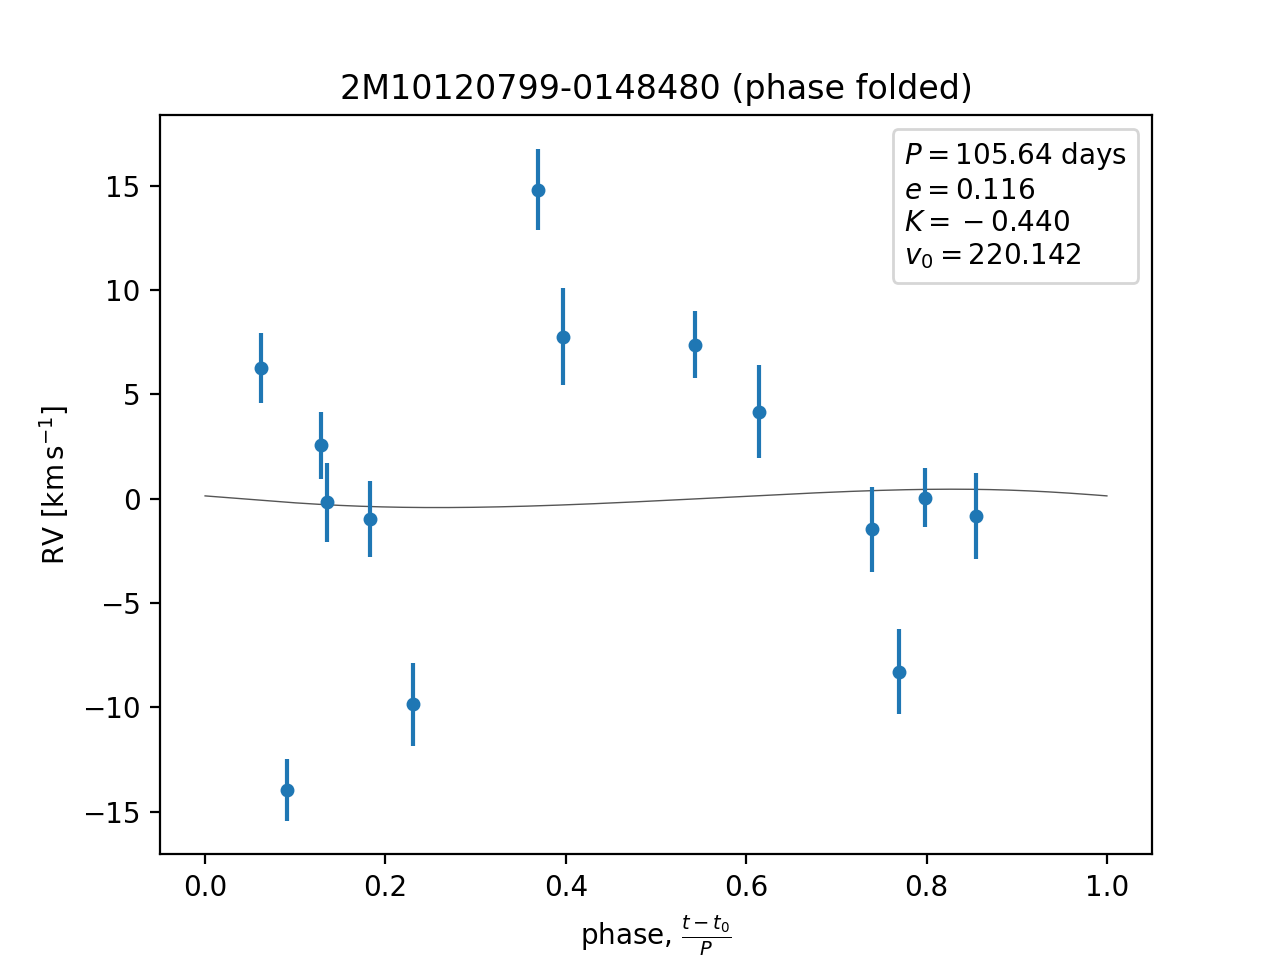 2M10120799-0148480 (phase folded)
P = 105.64 days
e = 0.116
K = −0.440
v₀ = 220.142
RV [km s⁻¹]
15
10
5
0
−5
−10
−15
0.0 0.2 0.4 0.6 0.8 1.0
phase, (t − t₀)/P